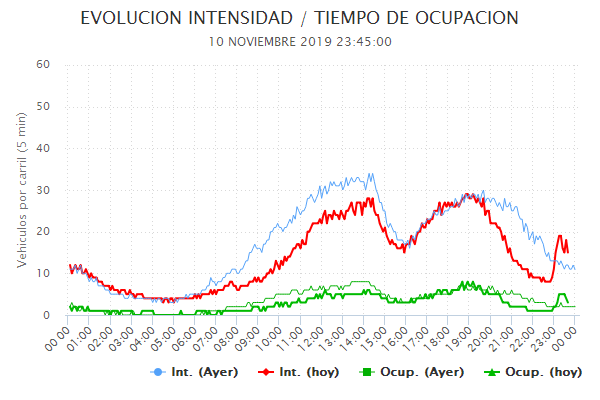 EVOLUCION INTENSIDAD / TIEMPO DE OCUPACION
10 NOVIEMBRE 2019 23:45:00
Vehículos por carril (5 min)
60
50
40
30
20
10
0
00:00 01:00 02:00 03:00 04:00 05:00 06:00 07:00 08:00 09:00 10:00 11:00 12:00 13:00 14:00 15:00 16:00 17:00 18:00 19:00 20:00 21:00 22:00 23:00 00:00
Int. (Ayer) Int. (hoy) Ocup. (Ayer) Ocup. (hoy)